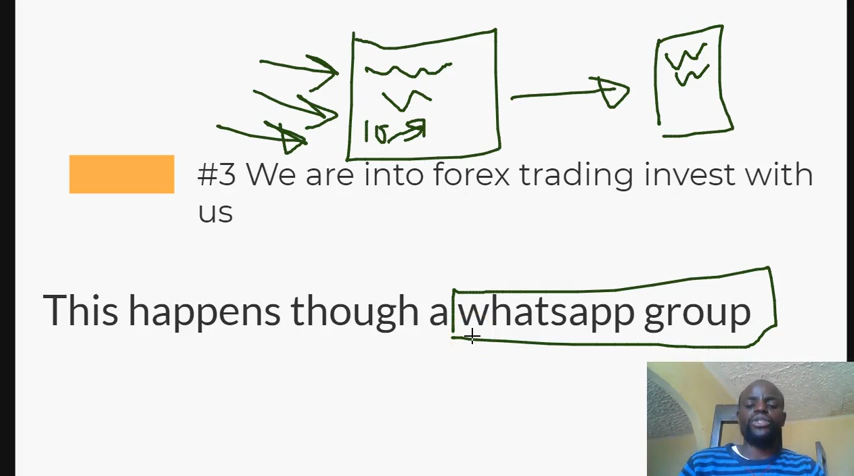 #3 We are into forex trading invest with
us
This happens though a whatsapp group